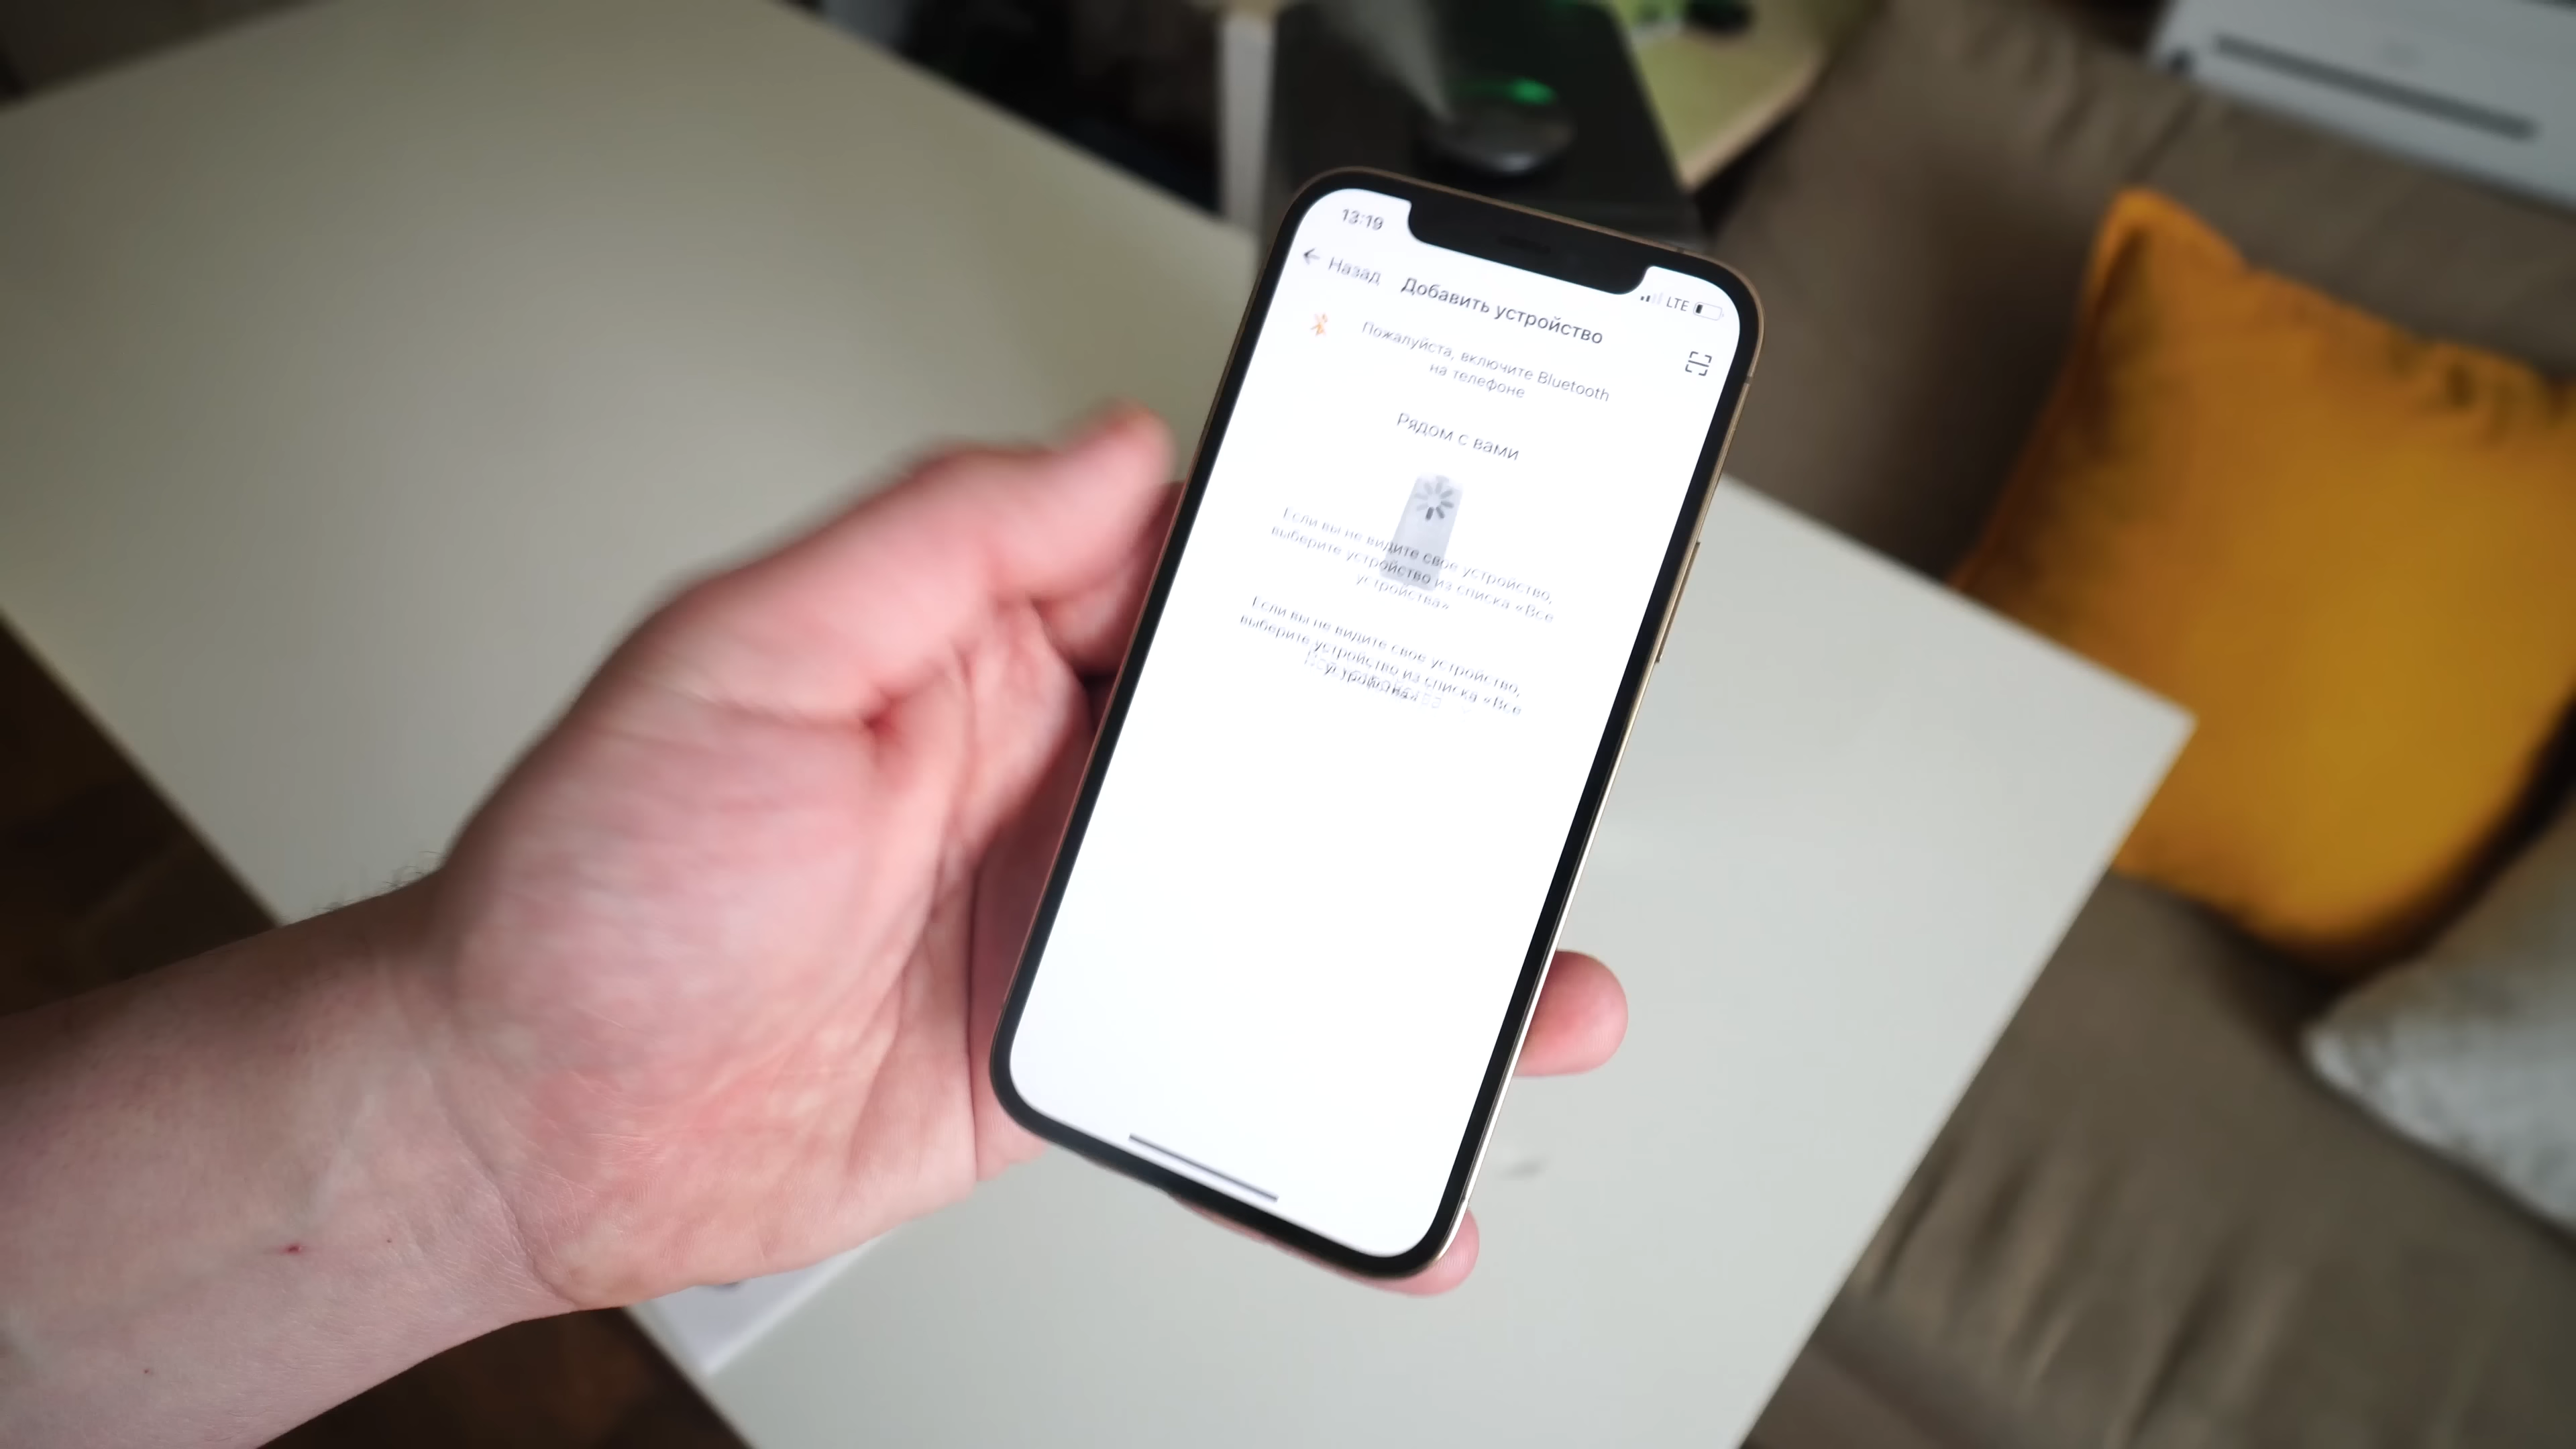 13:19
LTE
← Назад
Добавить устройство
Пожалуйста, включите Bluetooth
на телефоне
Рядом с вами
Если вы не видите свое устройство,
выберите устройство из списка «Все
устройства»
Если вы не видите свое устройство,
выберите устройство из списка «Все